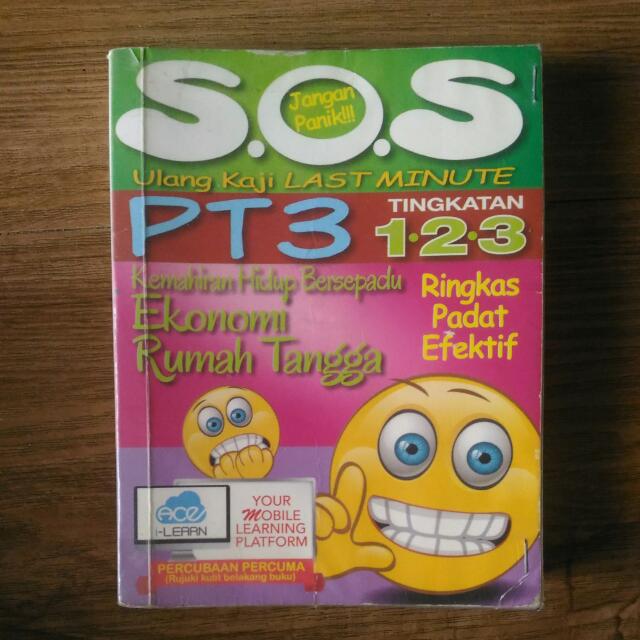 S.O.S
Jangan
Panik!!!
Ulang Kaji LAST MINUTE
PT3
TINGKATAN
1·2·3
Kemahiran Hidup Bersepadu
Ekonomi
Rumah Tangga
Ringkas
Padat
Efektif
ACE
i-LEARN
YOUR
mOBILE
LEARNING
PLATFORM
PERCUBAAN PERCUMA
(Rujuki kulit belakang buku)